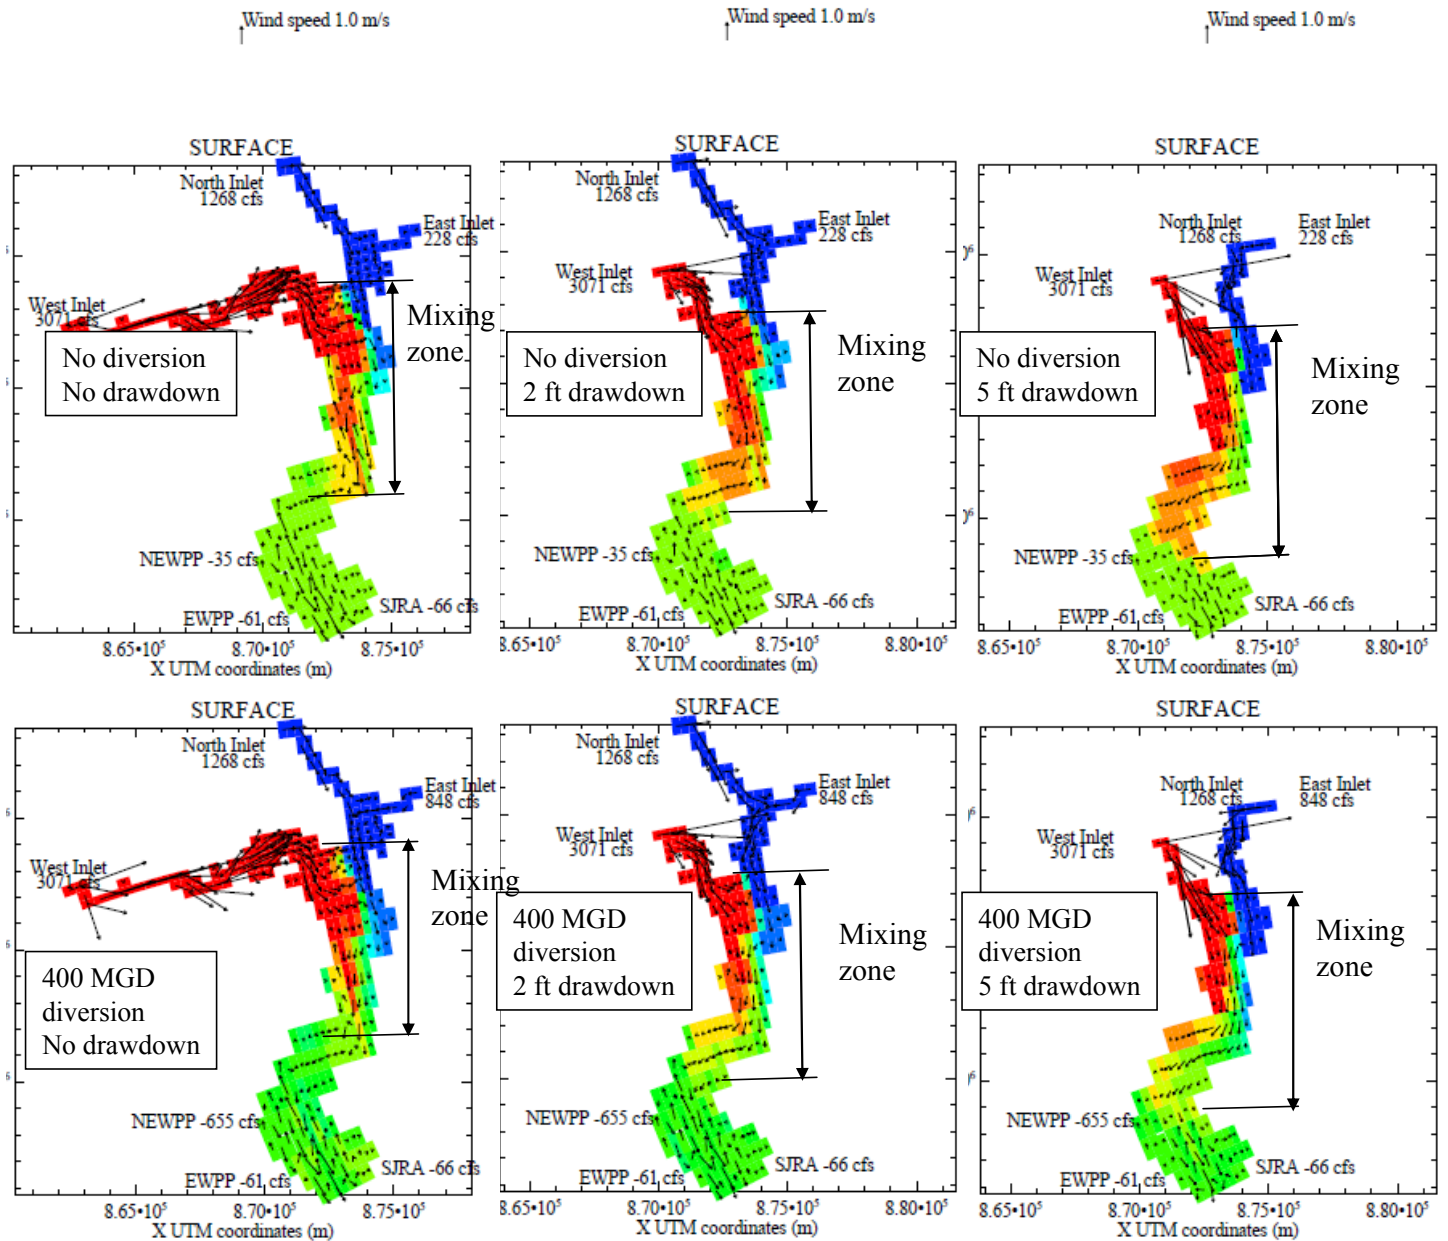 Wind speed 1.0 m/s
Wind speed 1.0 m/s
Wind speed 1.0 m/s
SURFACE
North Inlet
1268 cfs
East Inlet
228 cfs
West Inlet
3071 cfs
Mixing
zone
No diversion
No drawdown
NEWPP -35 cfs
EWPP -61 cfs
SJRA -66 cfs
8.65•10⁵
8.70•10⁵
8.75•10⁵
X UTM coordinates (m)
SURFACE
North Inlet
1268 cfs
East Inlet
228 cfs
West Inlet
3071 cfs
Mixing
zone
No diversion
2 ft drawdown
NEWPP -35 cfs
EWPP -61 cfs
SJRA -66 cfs
8.65•10⁵
8.70•10⁵
8.75•10⁵
8.80•10⁵
X UTM coordinates (m)
SURFACE
North Inlet
1268 cfs
East Inlet
228 cfs
West Inlet
3071 cfs
Mixing
zone
No diversion
5 ft drawdown
NEWPP -35 cfs
EWPP -61 cfs
SJRA -66 cfs
8.65•10⁵
8.70•10⁵
8.75•10⁵
8.80•10⁵
X UTM coordinates (m)
SURFACE
North Inlet
1268 cfs
East Inlet
848 cfs
West Inlet
3071 cfs
Mixing
zone
400 MGD
diversion
No drawdown
NEWPP -655 cfs
EWPP -61 cfs
SJRA -66 cfs
8.65•10⁵
8.70•10⁵
8.75•10⁵
X UTM coordinates (m)
SURFACE
North Inlet
1268 cfs
East Inlet
848 cfs
West Inlet
3071 cfs
Mixing
zone
400 MGD
diversion
2 ft drawdown
NEWPP -655 cfs
EWPP -61 cfs
SJRA -66 cfs
8.65•10⁵
8.70•10⁵
8.75•10⁵
8.80•10⁵
X UTM coordinates (m)
SURFACE
North Inlet
1268 cfs
East Inlet
848 cfs
West Inlet
3071 cfs
Mixing
zone
400 MGD
diversion
5 ft drawdown
NEWPP -655 cfs
EWPP -61 cfs
SJRA -66 cfs
8.65•10⁵
8.70•10⁵
8.75•10⁵
8.80•10⁵
X UTM coordinates (m)